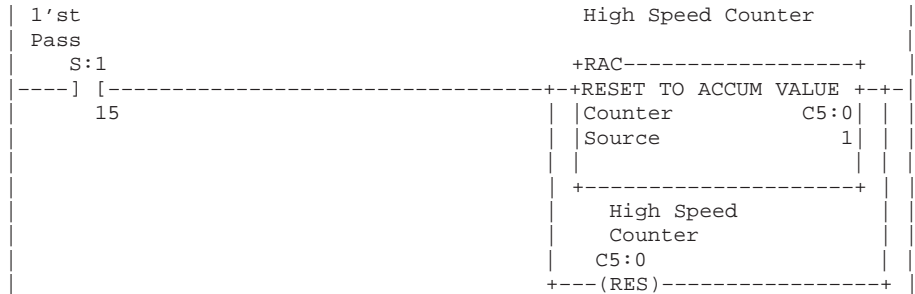 1'st High Speed Counter
Pass
S:1 +RAC------------------+
----] [--------------------------------+-+RESET TO ACCUM VALUE +-+-
15 Counter C5:0
Source 1
+----------------------+
High Speed
Counter
C5:0
+---(RES)-----------------+